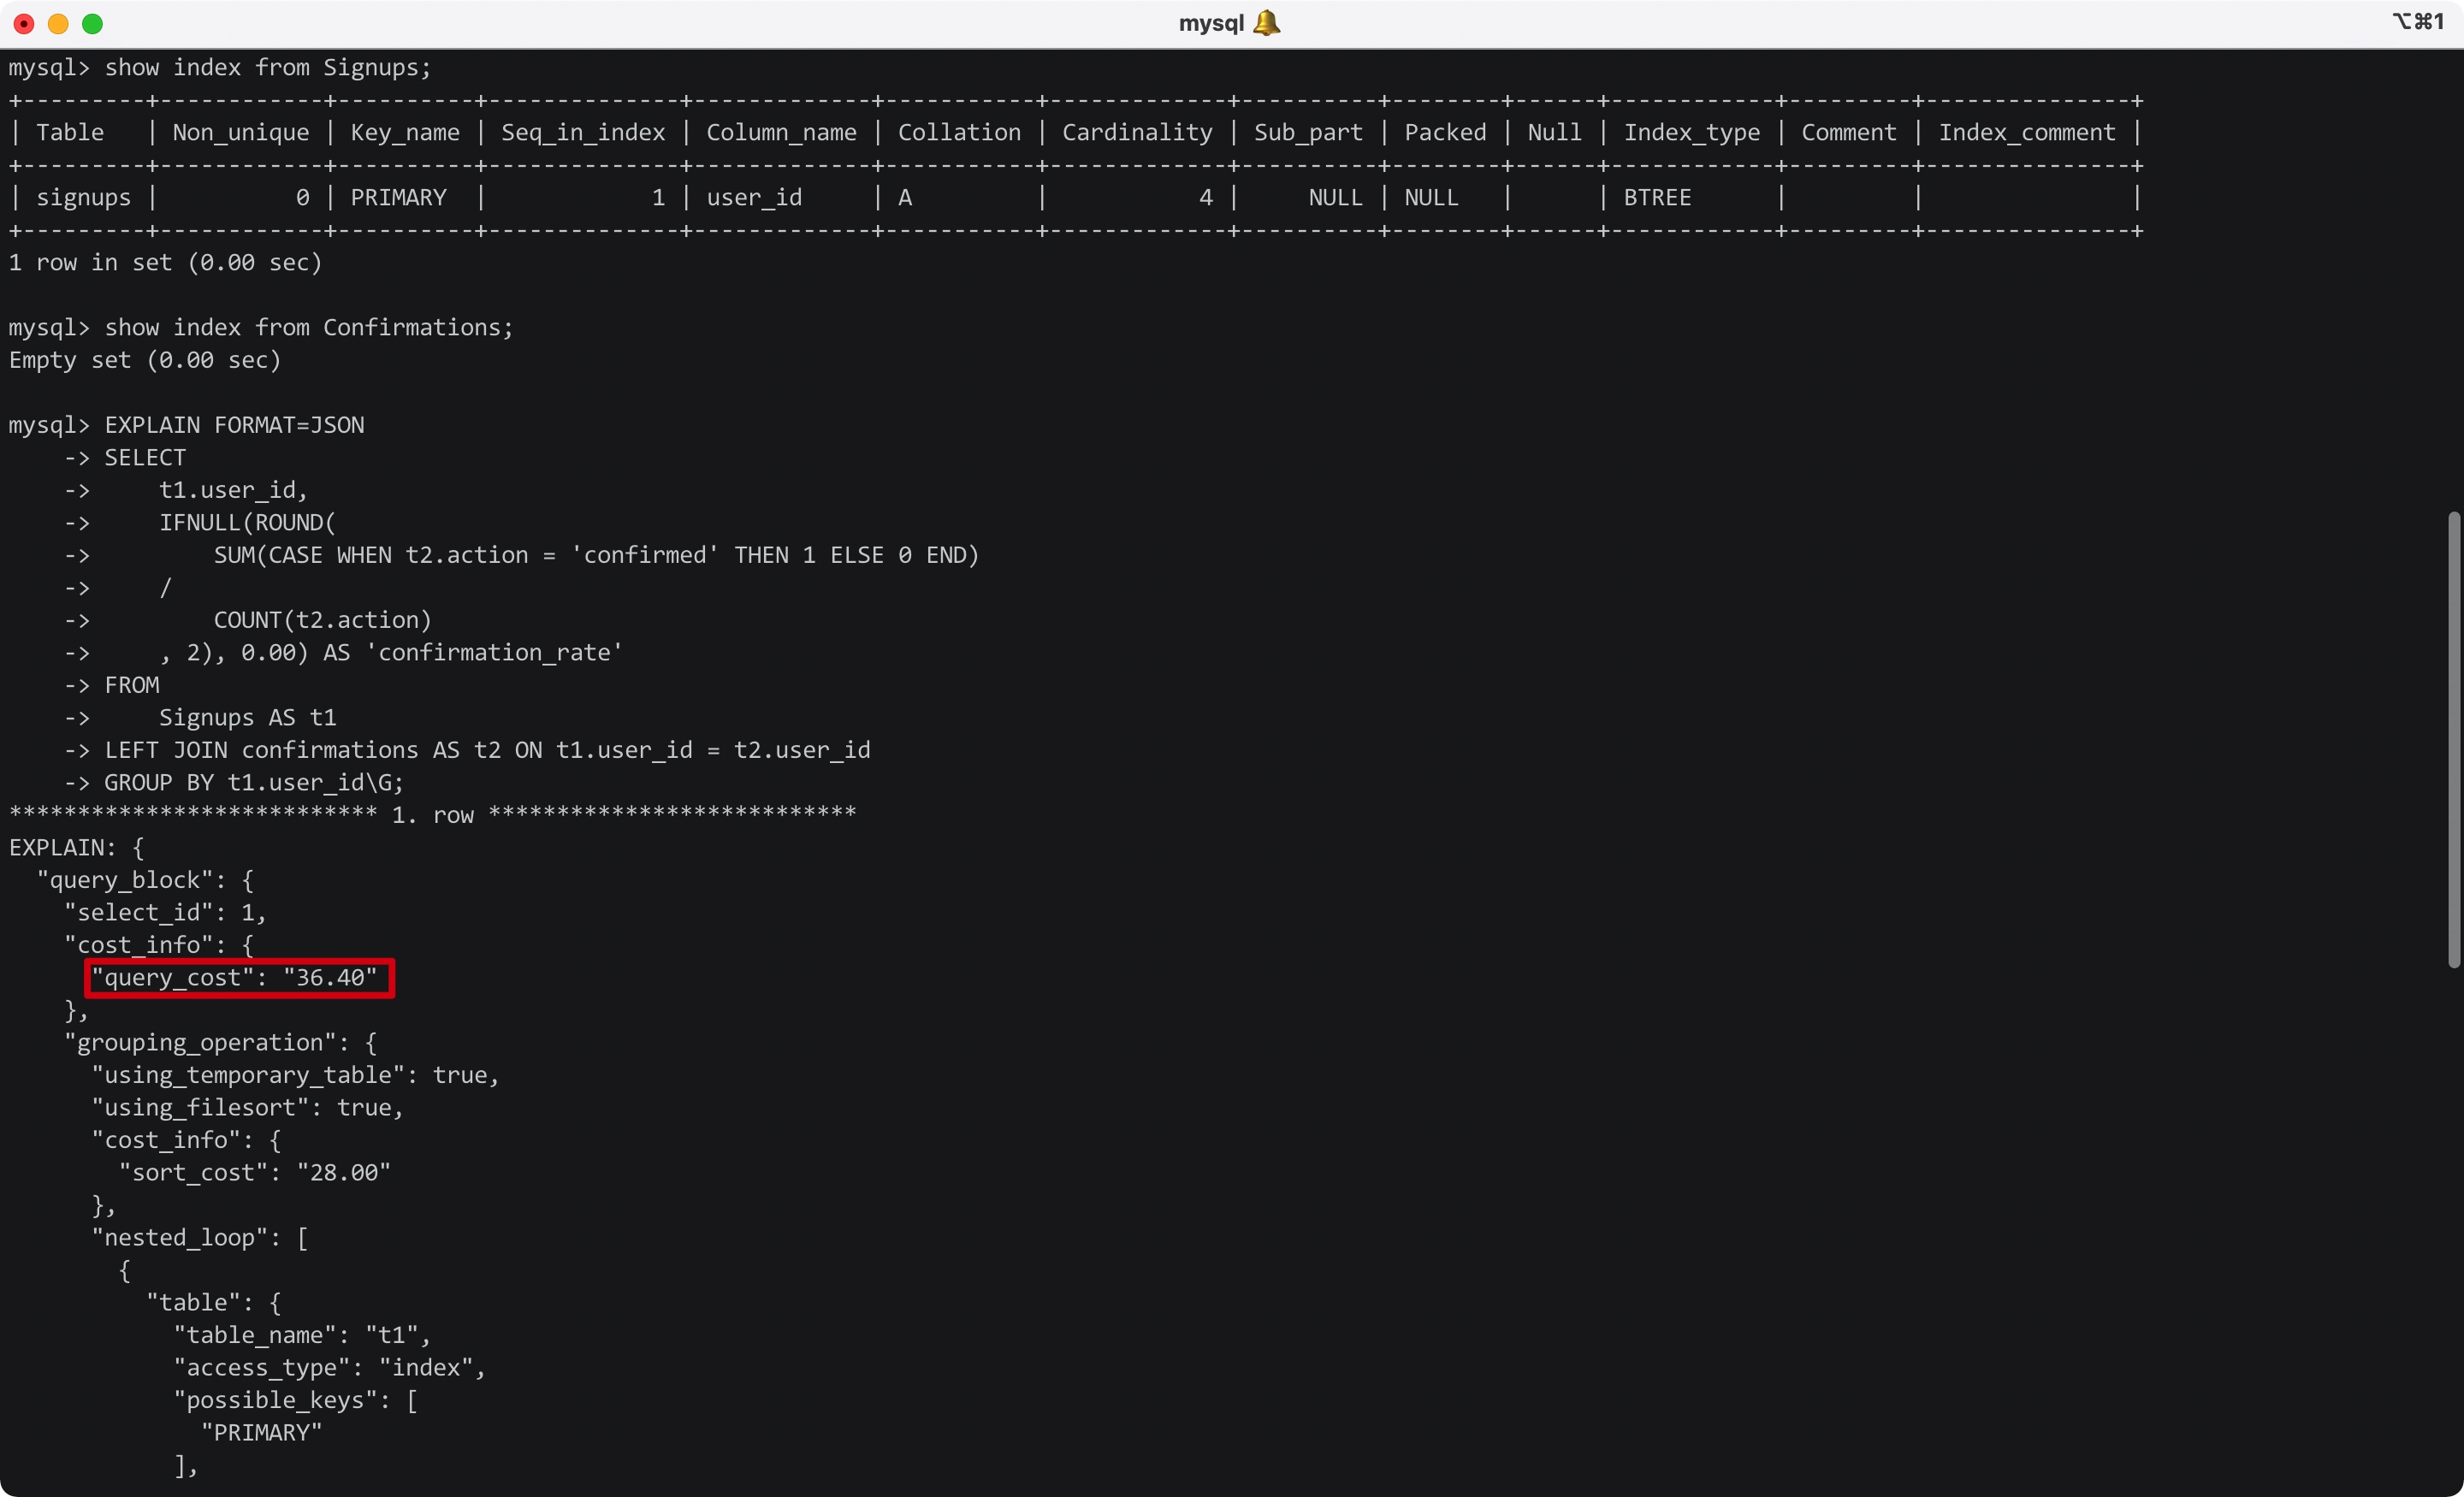 mysql 🔔 ⌥⌘1
mysql> show index from Signups;
+---------+------------+----------+--------------+-------------+-----------+-------------+----------+--------+------+------------+---------+---------------+
| Table   | Non_unique | Key_name | Seq_in_index | Column_name | Collation | Cardinality | Sub_part | Packed | Null | Index_type | Comment | Index_comment |
+---------+------------+----------+--------------+-------------+-----------+-------------+----------+--------+------+------------+---------+---------------+
| signups |          0 | PRIMARY  |            1 | user_id     | A         |           4 |     NULL | NULL   |      | BTREE      |         |               |
+---------+------------+----------+--------------+-------------+-----------+-------------+----------+--------+------+------------+---------+---------------+
1 row in set (0.00 sec)

mysql> show index from Confirmations;
Empty set (0.00 sec)

mysql> EXPLAIN FORMAT=JSON
    -> SELECT
    ->     t1.user_id,
    ->     IFNULL(ROUND(
    ->         SUM(CASE WHEN t2.action = 'confirmed' THEN 1 ELSE 0 END)
    ->     /
    ->         COUNT(t2.action)
    ->     , 2), 0.00) AS 'confirmation_rate'
    -> FROM
    ->     Signups AS t1
    -> LEFT JOIN confirmations AS t2 ON t1.user_id = t2.user_id
    -> GROUP BY t1.user_id\G;
*************************** 1. row ***************************
EXPLAIN: {
  "query_block": {
    "select_id": 1,
    "cost_info": {
      "query_cost": "36.40"
    },
    "grouping_operation": {
      "using_temporary_table": true,
      "using_filesort": true,
      "cost_info": {
        "sort_cost": "28.00"
      },
      "nested_loop": [
        {
          "table": {
            "table_name": "t1",
            "access_type": "index",
            "possible_keys": [
              "PRIMARY"
            ],